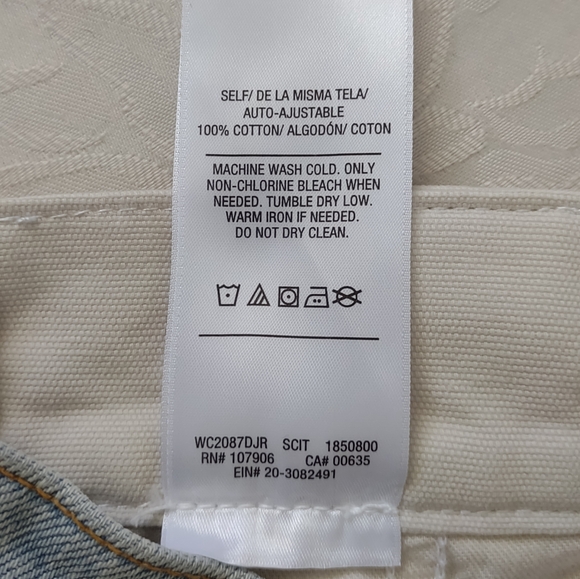 SELF/ DE LA MISMA TELA/
AUTO-AJUSTABLE
100% COTTON/ ALGODÓN/ COTON
MACHINE WASH COLD. ONLY
NON-CHLORINE BLEACH WHEN
NEEDED. TUMBLE DRY LOW.
WARM IRON IF NEEDED.
DO NOT DRY CLEAN.
WC2087DJR SCIT 1850800
RN# 107906 CA# 00635
EIN# 20-3082491